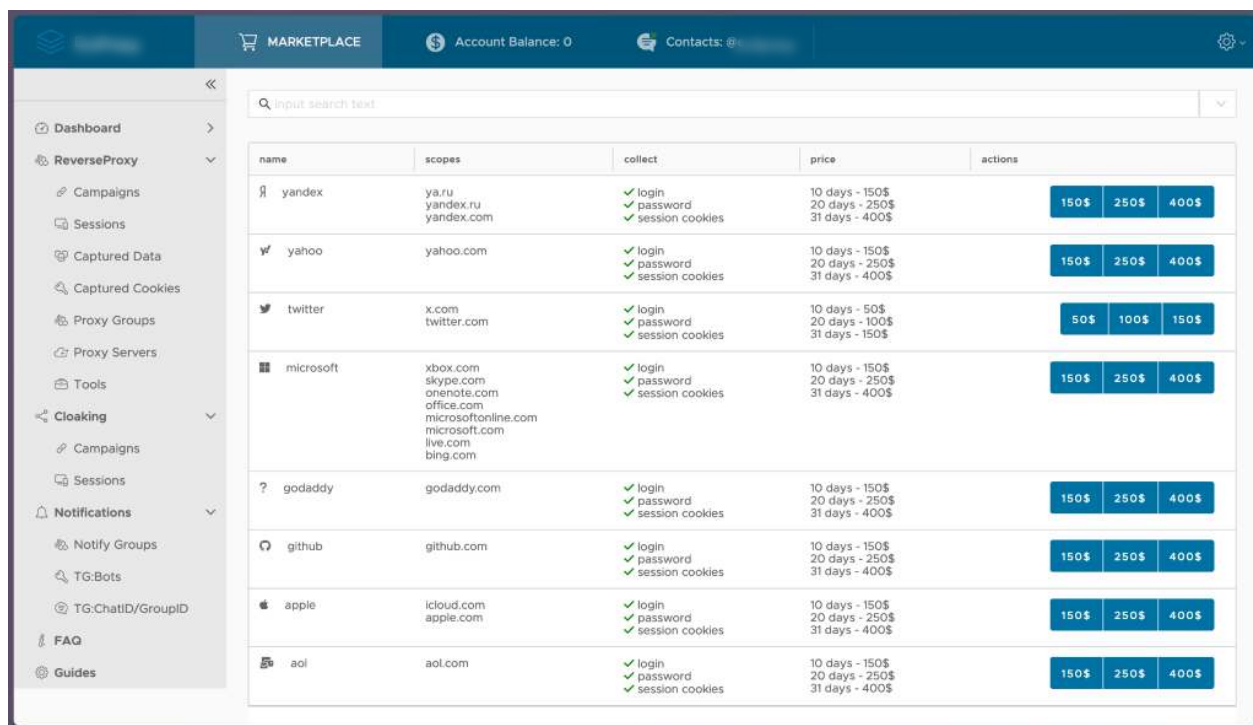 MARKETPLACE
Account Balance: 0
Contacts: @
Dashboard
ReverseProxy
Campaigns
Sessions
Captured Data
Captured Cookies
Proxy Groups
Proxy Servers
Tools
Cloaking
Campaigns
Sessions
Notifications
Notify Groups
TG:Bots
TG:ChatID/GroupID
FAQ
Guides
input search text
name scopes collect price actions
yandex ya.ru login 10 days - 150$
yandex.ru password 20 days - 250$ 150$ 250$ 400$
yandex.com session cookies 31 days - 400$
yahoo yahoo.com login 10 days - 150$
password 20 days - 250$ 150$ 250$ 400$
session cookies 31 days - 400$
twitter x.com login 10 days - 50$
twitter.com password 20 days - 100$ 50$ 100$ 150$
session cookies 31 days - 150$
microsoft xbox.com login 10 days - 150$
skype.com password 20 days - 250$ 150$ 250$ 400$
onenote.com session cookies 31 days - 400$
office.com
microsoftonline.com
microsoft.com
live.com
bing.com
? godaddy godaddy.com login 10 days - 150$
password 20 days - 250$ 150$ 250$ 400$
session cookies 31 days - 400$
github github.com login 10 days - 150$
password 20 days - 250$ 150$ 250$ 400$
session cookies 31 days - 400$
apple icloud.com login 10 days - 150$
apple.com password 20 days - 250$ 150$ 250$ 400$
session cookies 31 days - 400$
aol aol.com login 10 days - 150$
password 20 days - 250$ 150$ 250$ 400$
session cookies 31 days - 400$